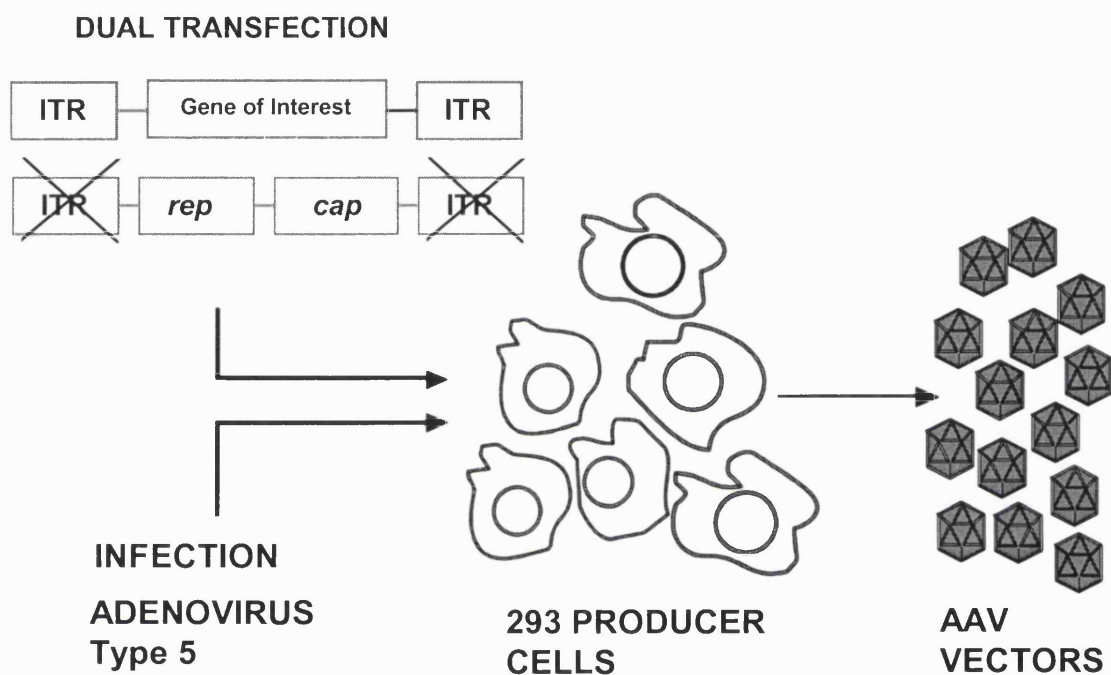 DUAL TRANSFECTION
ITR Gene of Interest ITR
ITR rep cap ITR
INFECTION
ADENOVIRUS
Type 5
293 PRODUCER
CELLS
AAV
VECTORS